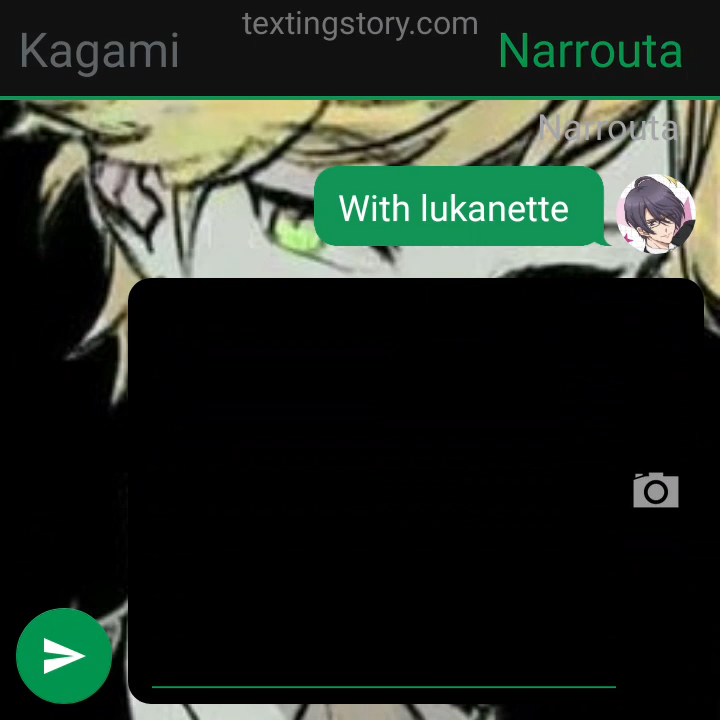 textingstory.com
Kagami
Narrouta
Narrouta
With lukanette